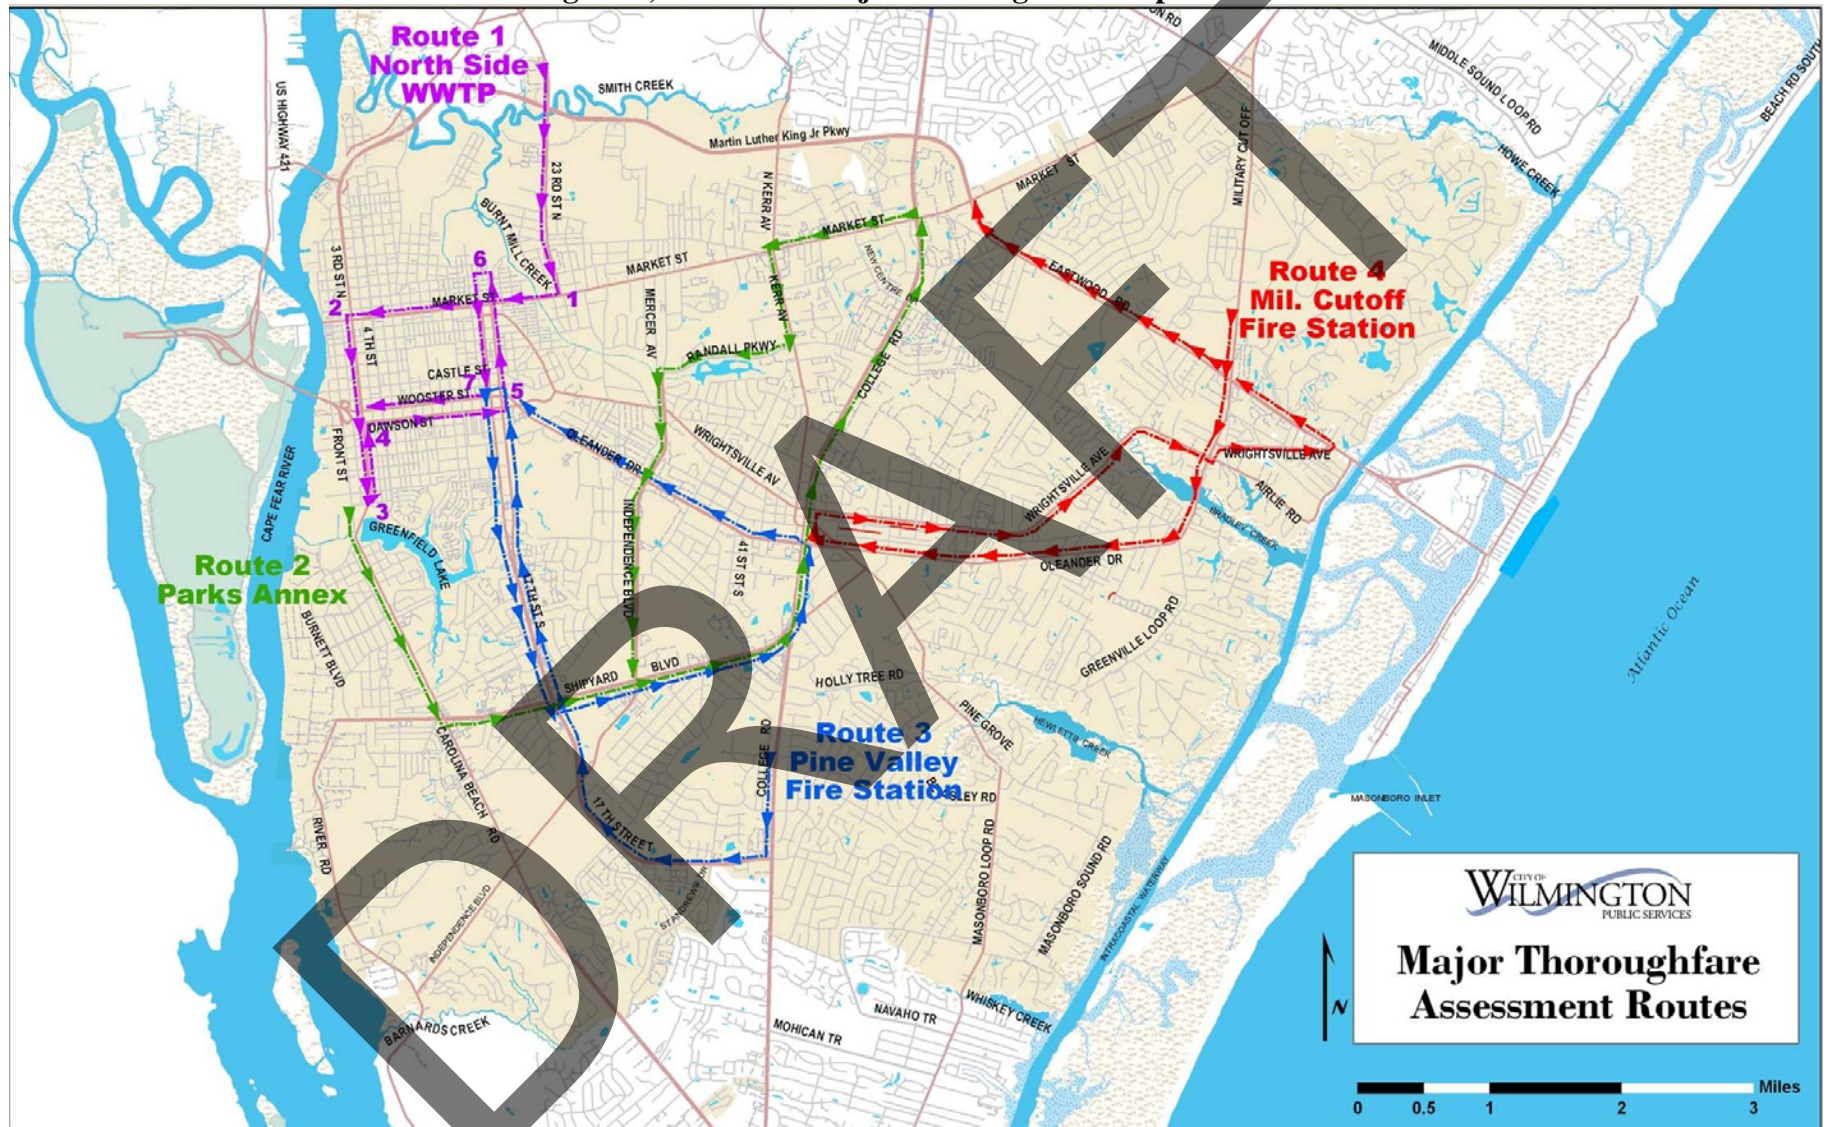 Route 1
North Side
WWTP
SMITH CREEK
Martin Luther King Jr Pkwy
US HIGHWAY 421
23 RD ST N
N KERR AV
MARKET ST
MILITARY CUT OFF
MIDDLE SOUND LOOP RD
HOWE CREEK
BEACH RD SOUTH
BURNT MILL CREEK
3 RD ST N
MARKET ST
MARKET ST
MARKET ST
NEW CENTRE DR
KERR AV
EASTWOOD RD
Route 4
Mil. Cutoff
Fire Station
6
1
2
4 TH ST
MERCER AV
RANDALL PKWY
COLLEGE RD
CASTLE ST
7
5
WOOSTER ST
DAWSON ST
4
3
FRONT ST
CAPE FEAR RIVER
OLEANDER DR
WRIGHTSVILLE AV
WRIGHTSVILLE AVE
WRIGHTSVILLE AVE
AIRLIE RD
BRADLEY CREEK
OLEANDER DR
GREENFIELD LAKE
Route 2
Parks Annex
INDEPENDENCE BLVD
41 ST ST S
17 TH ST S
BURNETT BLVD
SHIPYARD BLVD
GREENVILLE LOOP RD
HOLLY TREE RD
PINE GROVE
HEWLETTS CREEK
Atlantic Ocean
Route 3
Pine Valley
Fire Station
COLLEGE RD
CAROLINA BEACH RD
17 TH STREET
RIVER RD
ST ANDREWS DR
INDEPENDENCE BLVD
MASONBORO LOOP RD
MASONBORO SOUND RD
INTRACOASTAL WATERWAY
MASONBORO INLET
BARNARDS CREEK
MOHICAN TR
NAVAHO TR
WHISKEY CREEK
DRAFT
CITY OF
WILMINGTON
PUBLIC SERVICES
Major Thoroughfare
Assessment Routes
N
Miles
0 0.5 1 2 3